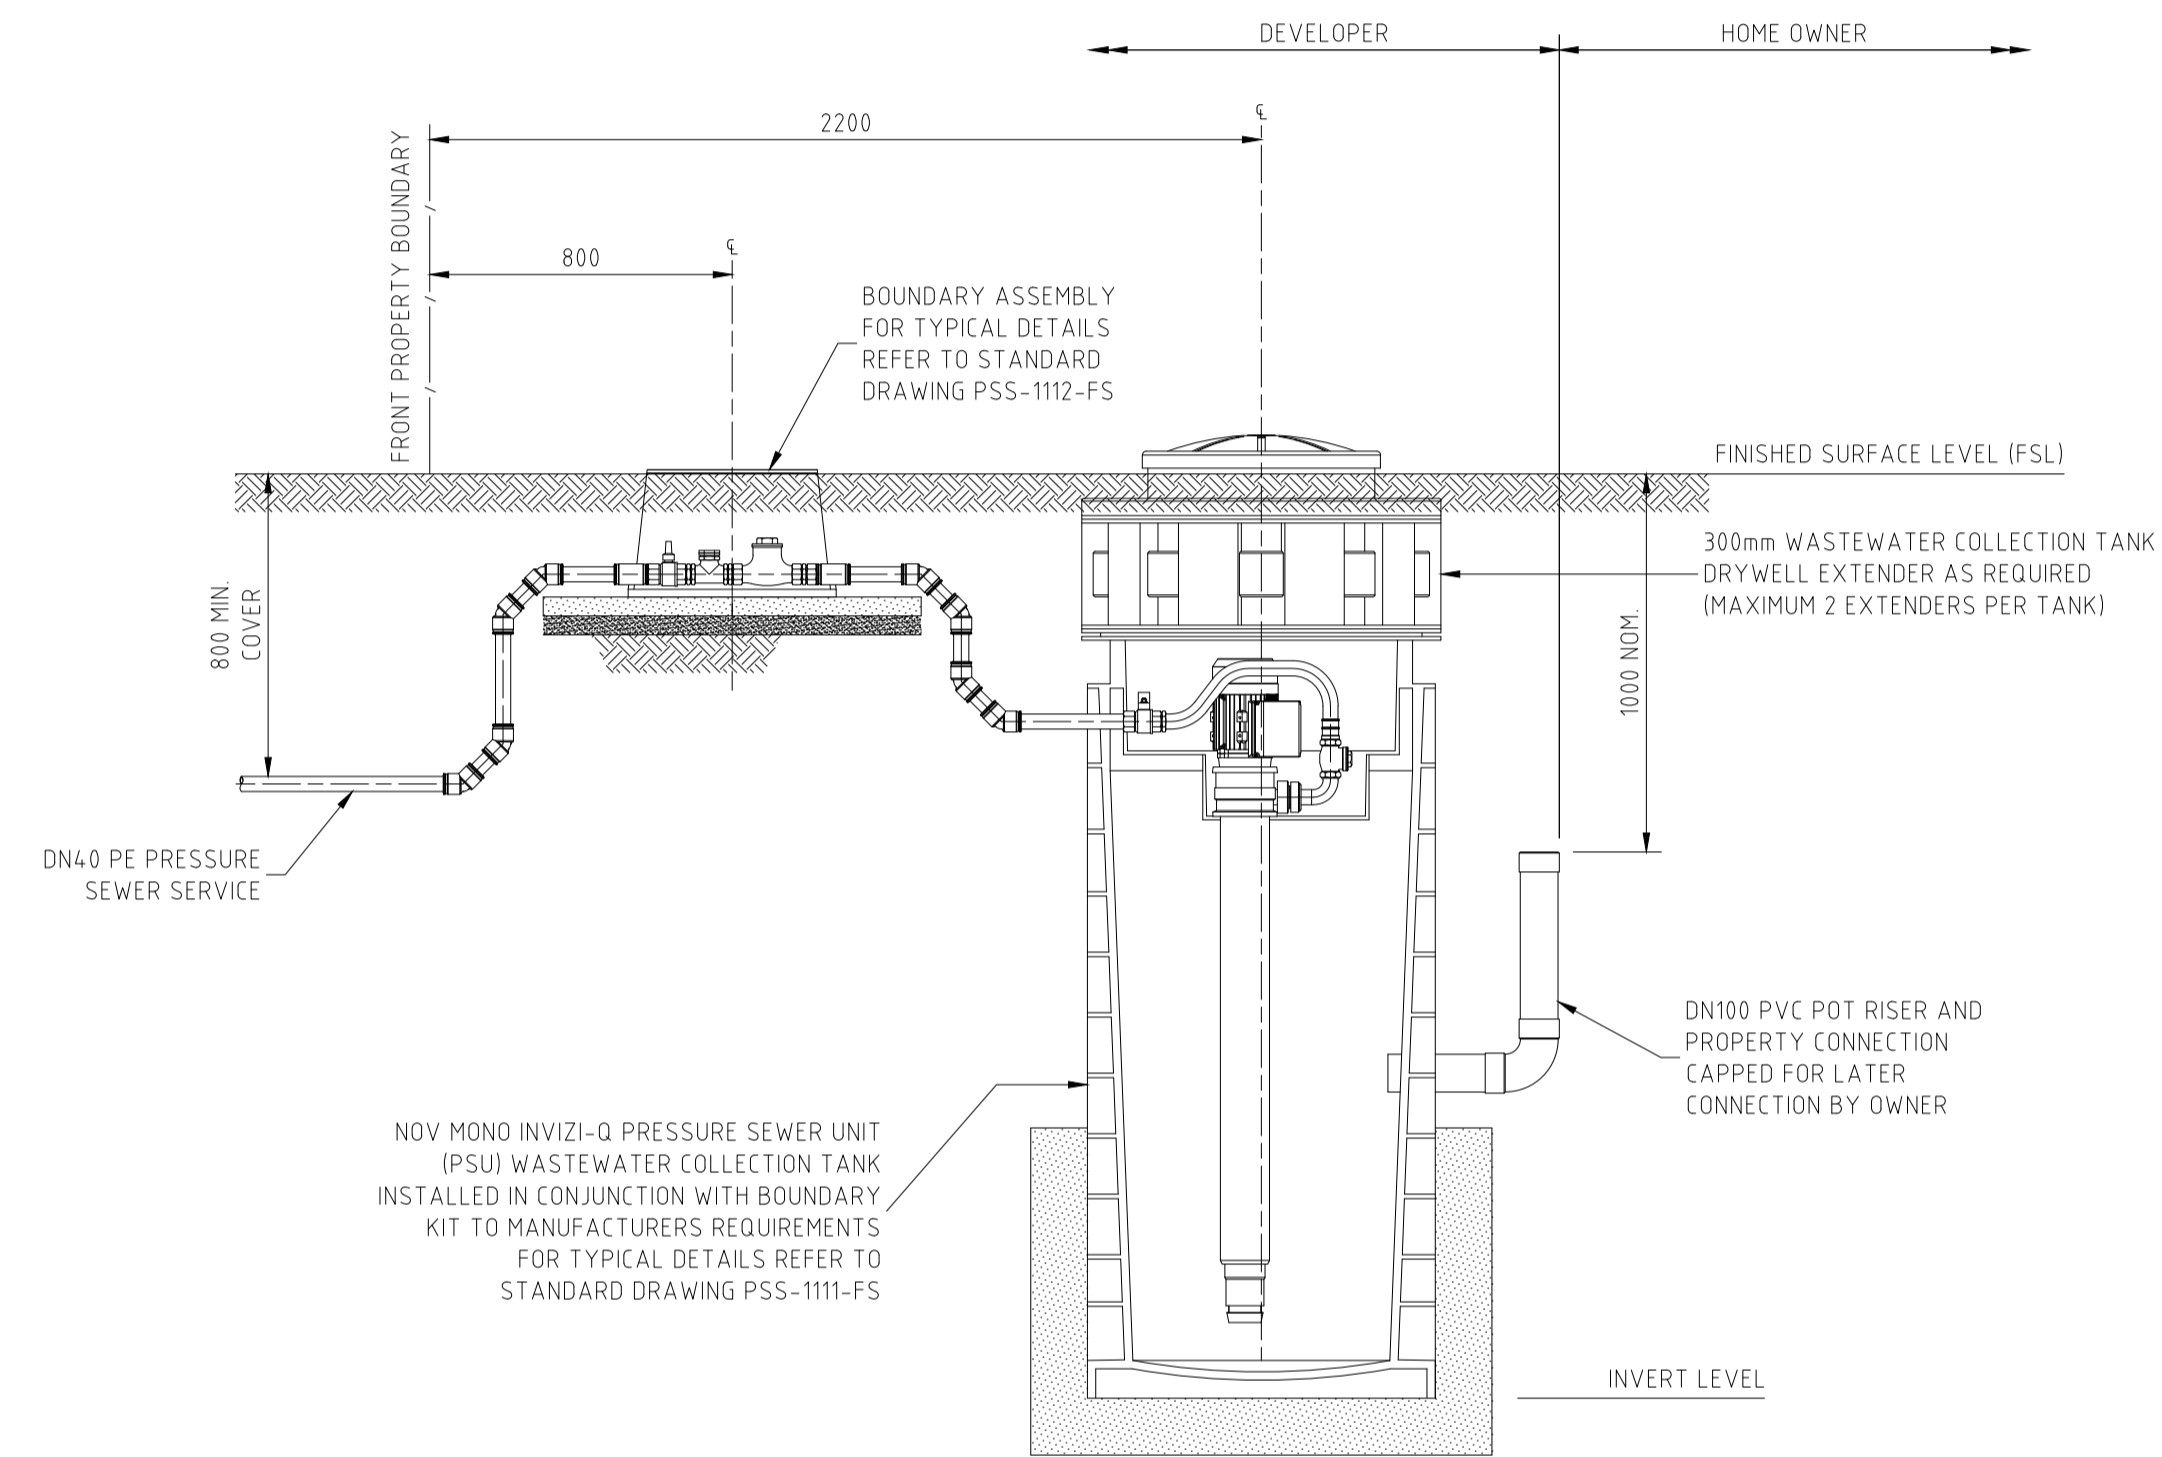 DEVELOPER
HOME OWNER
℄
2200
FRONT PROPERTY BOUNDARY
℄
800
BOUNDARY ASSEMBLY
FOR TYPICAL DETAILS
REFER TO STANDARD
DRAWING PSS-1112-FS
FINISHED SURFACE LEVEL (FSL)
300mm WASTEWATER COLLECTION TANK
DRYWELL EXTENDER AS REQUIRED
(MAXIMUM 2 EXTENDERS PER TANK)
800 MIN.
COVER
1000 NOM.
DN40 PE PRESSURE
SEWER SERVICE
DN100 PVC POT RISER AND
PROPERTY CONNECTION
CAPPED FOR LATER
CONNECTION BY OWNER
NOV MONO INVIZI-Q PRESSURE SEWER UNIT
(PSU) WASTEWATER COLLECTION TANK
INSTALLED IN CONJUNCTION WITH BOUNDARY
KIT TO MANUFACTURERS REQUIREMENTS
FOR TYPICAL DETAILS REFER TO
STANDARD DRAWING PSS-1111-FS
INVERT LEVEL